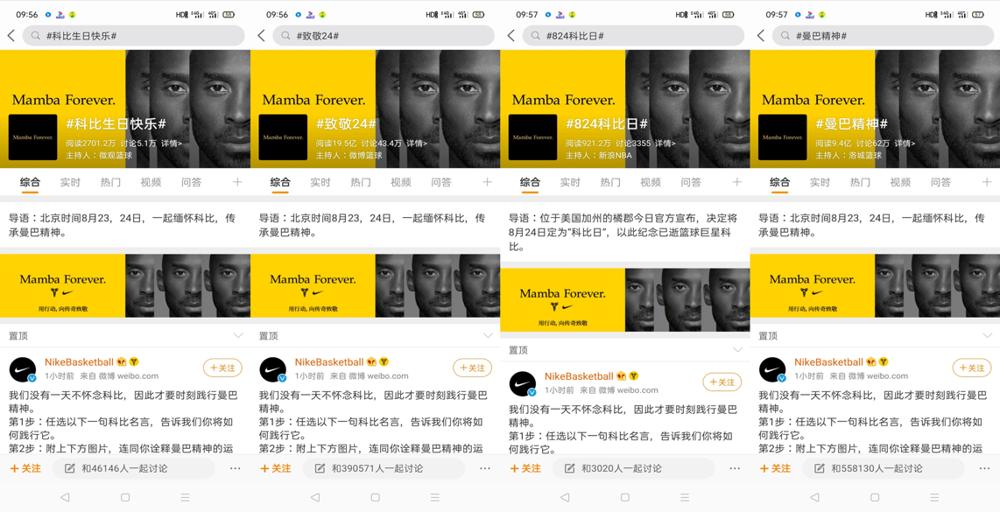 09:56
HD 4G 4G 58
#科比生日快乐#
Mamba Forever.
Mamba Forever.
#科比生日快乐#
阅读2701.2万 讨论5.1万 详情>
主持人：微观篮球
综合 实时 热门 视频 问答
导语：北京时间8月23，24日，一起缅怀科比，传
承曼巴精神。
Mamba Forever.
用行动, 向传奇致敬
置顶
NikeBasketball
+关注
1小时前 来自 微博 weibo.com
我们没有一天不怀念科比，因此才要时刻践行曼巴
精神。
第1步：任选以下一句科比名言，告诉我们你将如
何践行它。
第2步：附上下方图片，连同你诠释曼巴精神的运
+关注 和46146人一起讨论
09:56
HD 4G 4G 58
#致敬24#
Mamba Forever.
Mamba Forever.
#致敬24#
阅读19.5亿 讨论43.4万 详情>
主持人：微博篮球
综合 实时 热门 视频 问答
导语：北京时间8月23，24日，一起缅怀科比，传
承曼巴精神。
Mamba Forever.
用行动, 向传奇致敬
置顶
NikeBasketball
+关注
1小时前 来自 微博 weibo.com
我们没有一天不怀念科比，因此才要时刻践行曼巴
精神。
第1步：任选以下一句科比名言，告诉我们你将如
何践行它。
第2步：附上下方图片，连同你诠释曼巴精神的运
+关注 和390571人一起讨论
09:57
HD 4G 4G 58
#824科比日#
Mamba Forever.
Mamba Forever.
#824科比日#
阅读921.2万 讨论3355 详情>
主持人：新浪NBA
综合 实时 热门 视频 问答
导语：位于美国加州的橘郡今日官方宣布，决定将
8月24日定为“科比日”，以此纪念已逝篮球巨星科
比。
Mamba Forever.
用行动, 向传奇致敬
置顶
NikeBasketball
+关注
1小时前 来自 微博 weibo.com
我们没有一天不怀念科比，因此才要时刻践行曼巴
精神。
第1步：任选以下一句科比名言，告诉我们你将如
何践行它。
+关注 和3020人一起讨论
09:57
HD 4G 4G 57
#曼巴精神#
Mamba Forever.
Mamba Forever.
#曼巴精神#
阅读9.4亿 讨论62万 详情>
主持人：洛城篮球
综合 实时 热门 视频 问答
导语：北京时间8月23，24日，一起缅怀科比，传
承曼巴精神。
Mamba Forever.
用行动, 向传奇致敬
置顶
NikeBasketball
+关注
1小时前 来自 微博 weibo.com
我们没有一天不怀念科比，因此才要时刻践行曼巴
精神。
第1步：任选以下一句科比名言，告诉我们你将如
何践行它。
第2步：附上下方图片，连同你诠释曼巴精神的运
+关注 和558130人一起讨论